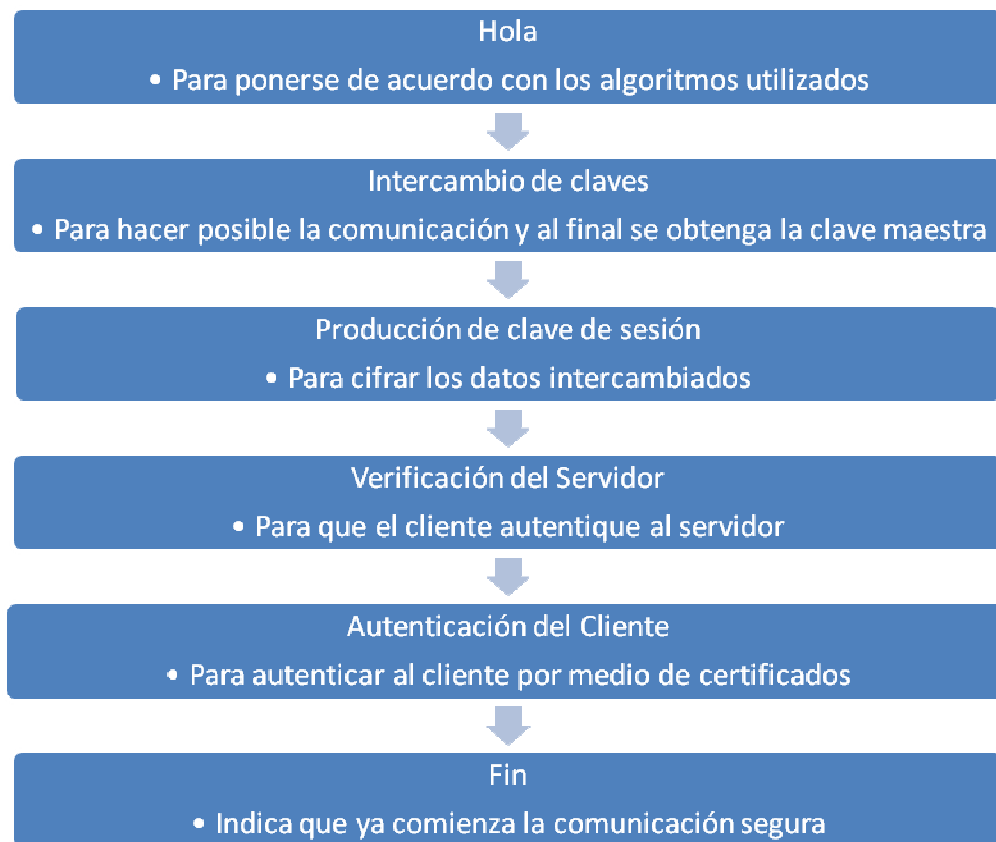 Hola
• Para ponerse de acuerdo con los algoritmos utilizados
Intercambio de claves
• Para hacer posible la comunicación y al final se obtenga la clave maestra
Producción de clave de sesión
• Para cifrar los datos intercambiados
Verificación del Servidor
• Para que el cliente autentique al servidor
Autenticación del Cliente
• Para autenticar al cliente por medio de certificados
Fin
• Indica que ya comienza la comunicación segura